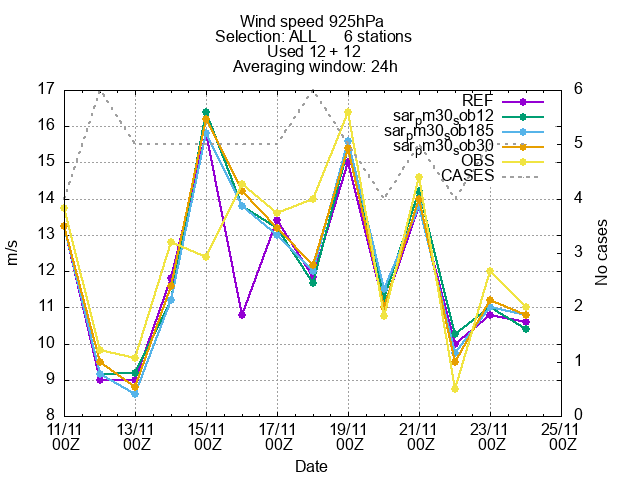 Wind speed 925hPa
Selection: ALL 6 stations
Used 12 + 12
Averaging window: 24h
REF
sarpm30sob12
sarpm30sob185
sarpm30sob30
OBS
CASES
17
16
15
14
13
12
11
10
9
8
m/s
6
5
4
3
2
1
0
No cases
11/11 13/11 15/11 17/11 19/11 21/11 23/11 25/11
00Z 00Z 00Z 00Z 00Z 00Z 00Z 00Z
Date